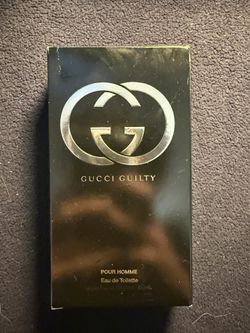 GUCCI GUILTY
POUR HOMME
Eau de Toilette